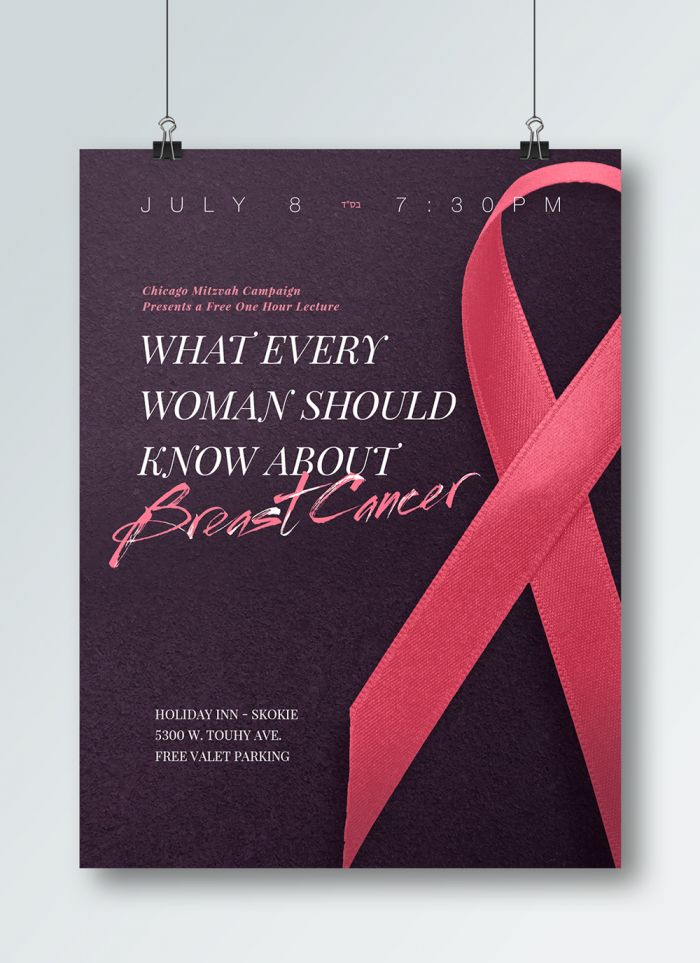 JULY 8 בס"ד 7:30PM
Chicago Mitzvah Campaign
Presents a Free One Hour Lecture
WHAT EVERY
WOMAN SHOULD
KNOW ABOUT
Breast Cancer
HOLIDAY INN - SKOKIE
5300 W. TOUHY AVE.
FREE VALET PARKING